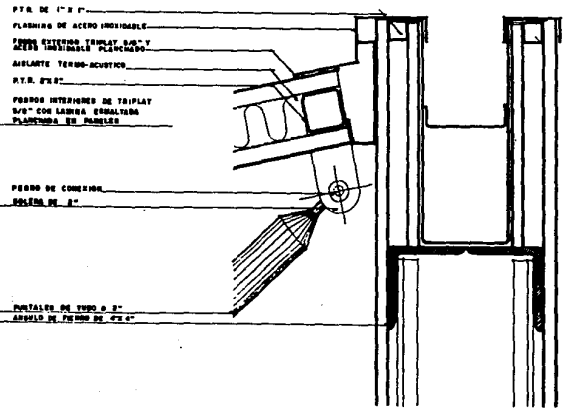 P.T.R. DE 1" X 1"
FLASHING DE ACERO INOXIDABLE
FORRO EXTERIOR TRIPLAY 5/8" Y
ACERO INOXIDABLE PLANCHADO
AISLANTE TERMO-ACUSTICO
P.T.R. 2"X 2"
FORROS INTERIORES DE TRIPLAY
5/8" CON LAMINA ESMALTADA
PLANCHADA EN PANELES
PERNO DE CONEXION
SOLERA DE 2"
PUNTALES DE TUBO ø 3"
ANGULO DE FIERRO DE 4"X 4"